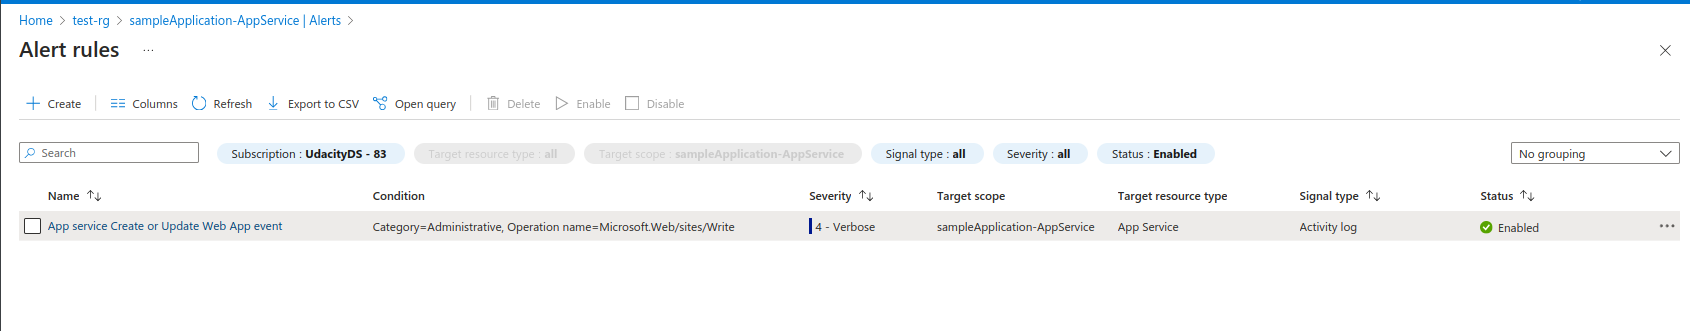 Home > test-rg > sampleApplication-AppService | Alerts >
Alert rules ...
Create Columns Refresh Export to CSV Open query Delete Enable Disable
Search Subscription : UdacityDS - 83 Target resource type : all Target scope : sampleApplication-AppService Signal type : all Severity : all Status : Enabled No grouping
Name Condition Severity Target scope Target resource type Signal type Status
App service Create or Update Web App event Category=Administrative, Operation name=Microsoft.Web/sites/Write 4 - Verbose sampleApplication-AppService App Service Activity log Enabled ...